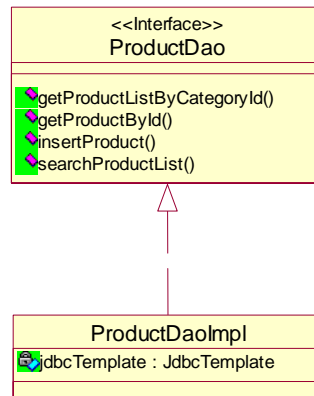 <<Interface>>
ProductDao
getProductListByCategoryId()
getProductById()
insertProduct()
searchProductList()
ProductDaoImpl
jdbcTemplate : JdbcTemplate